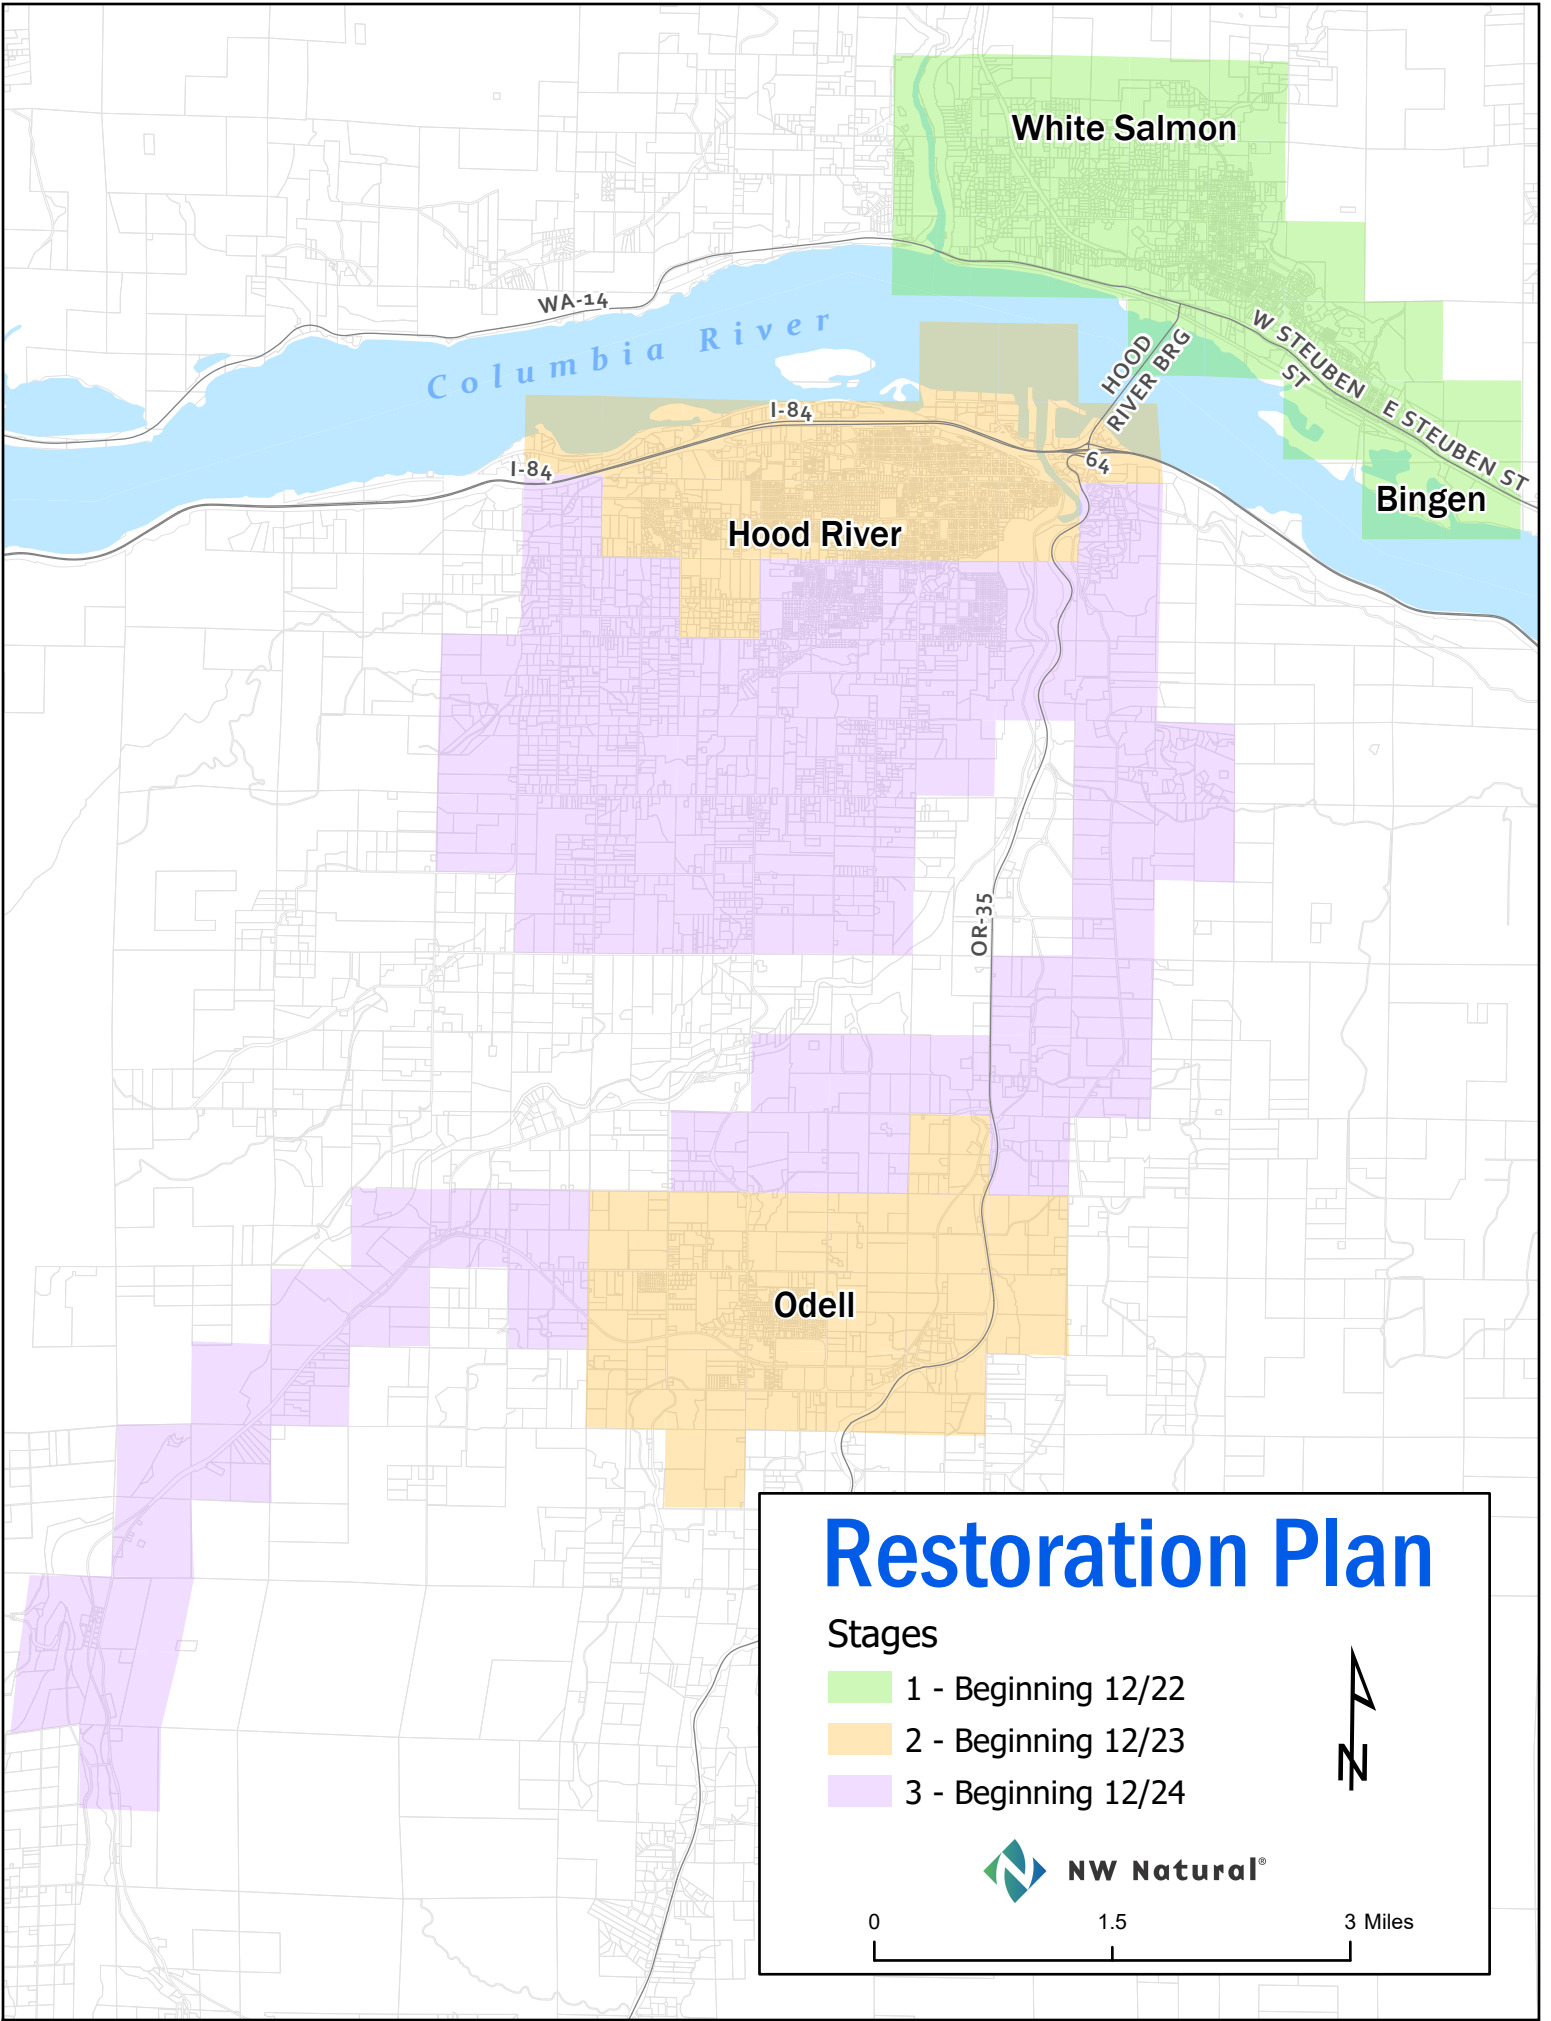 White Salmon
WA-14
Columbia River
HOOD
RIVER BRG
W STEUBEN
ST
E STEUBEN ST
I-84
I-84
64
Bingen
Hood River
OR-35
Odell
Restoration Plan
Stages
1 - Beginning 12/22
2 - Beginning 12/23
3 - Beginning 12/24
N
NW Natural®
0 1.5 3 Miles